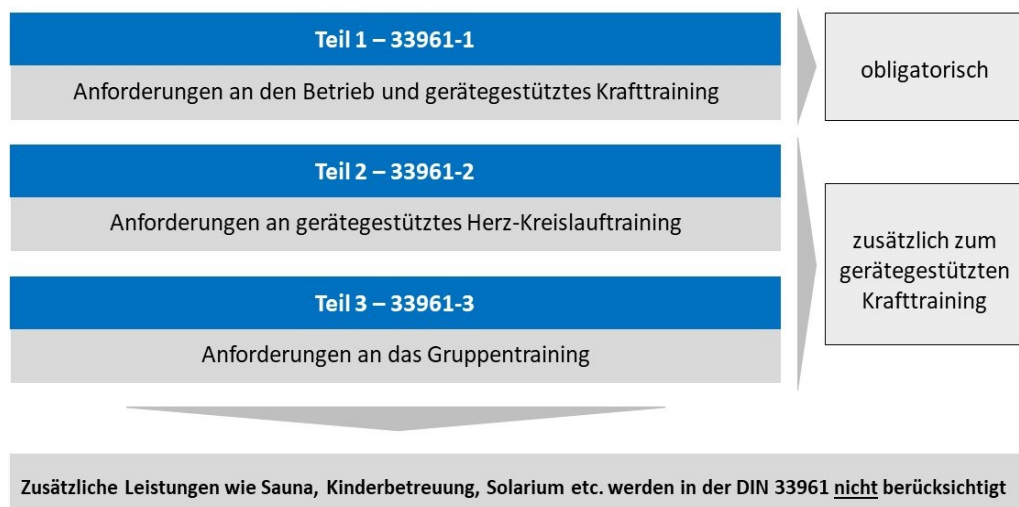 Teil 1 – 33961-1
Anforderungen an den Betrieb und gerätegestütztes Krafttraining
obligatorisch
Teil 2 – 33961-2
Anforderungen an gerätegestütztes Herz-Kreislauftraining
Teil 3 – 33961-3
Anforderungen an das Gruppentraining
zusätzlich zum
gerätegestützten
Krafttraining
Zusätzliche Leistungen wie Sauna, Kinderbetreuung, Solarium etc. werden in der DIN 33961 nicht berücksichtigt